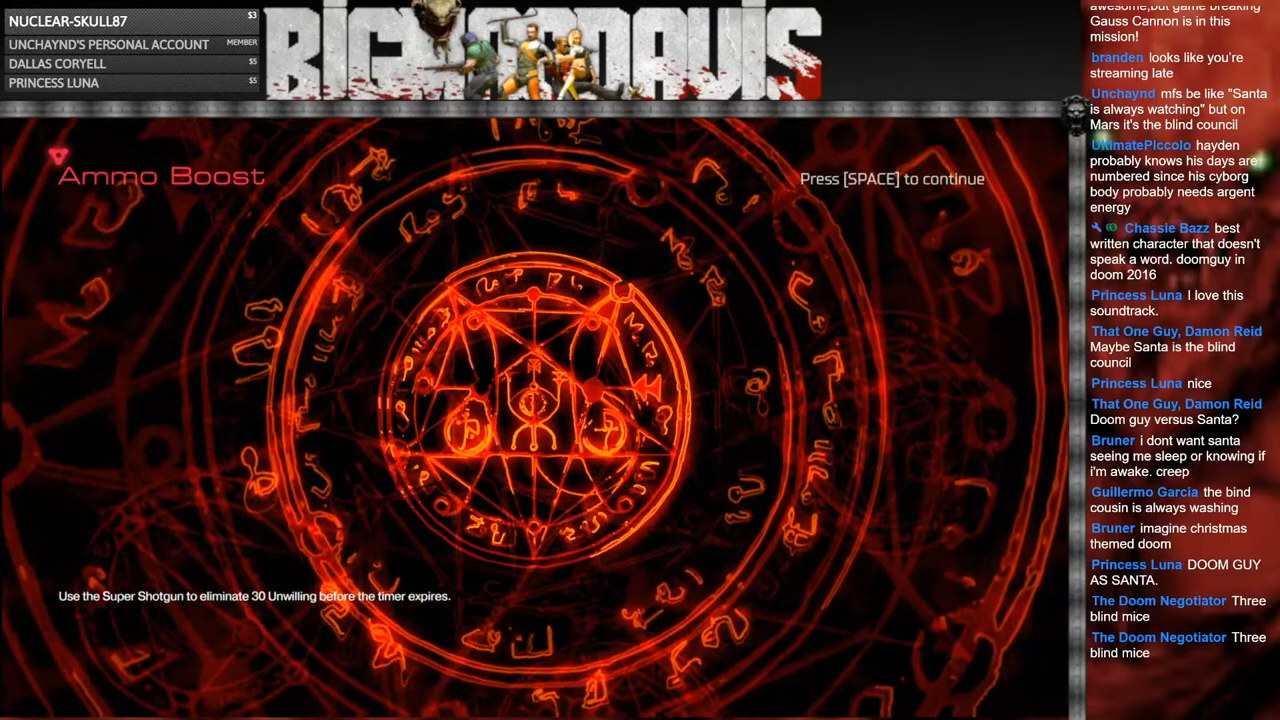 NUCLEAR-SKULL87 $3
UNCHAYND'S PERSONAL ACCOUNT MEMBER
DALLAS CORYELL $5
PRINCESS LUNA $5
Ammo Boost
Press [SPACE] to continue
Use the Super Shotgun to eliminate 30 Unwilling before the timer expires.
awesome,but game breaking
Gauss Cannon is in this
mission!
branden looks like you're
streaming late
Unchaynd mfs be like "Santa
is always watching" but on
Mars it's the blind council
UltimatePIccolo hayden
probably knows his days are
numbered since his cyborg
body probably needs argent
energy
Chassie Bazz best
written character that doesn't
speak a word. doomguy in
doom 2016
Princess Luna I love this
soundtrack.
That One Guy, Damon Reid
Maybe Santa is the blind
council
Princess Luna nice
That One Guy, Damon Reid
Doom guy versus Santa?
Bruner i dont want santa
seeing me sleep or knowing if
i'm awake. creep
Guillermo Garcia the bind
cousin is always washing
Bruner imagine christmas
themed doom
Princess Luna DOOM GUY
AS SANTA.
The Doom Negotiator Three
blind mice
The Doom Negotiator Three
blind mice